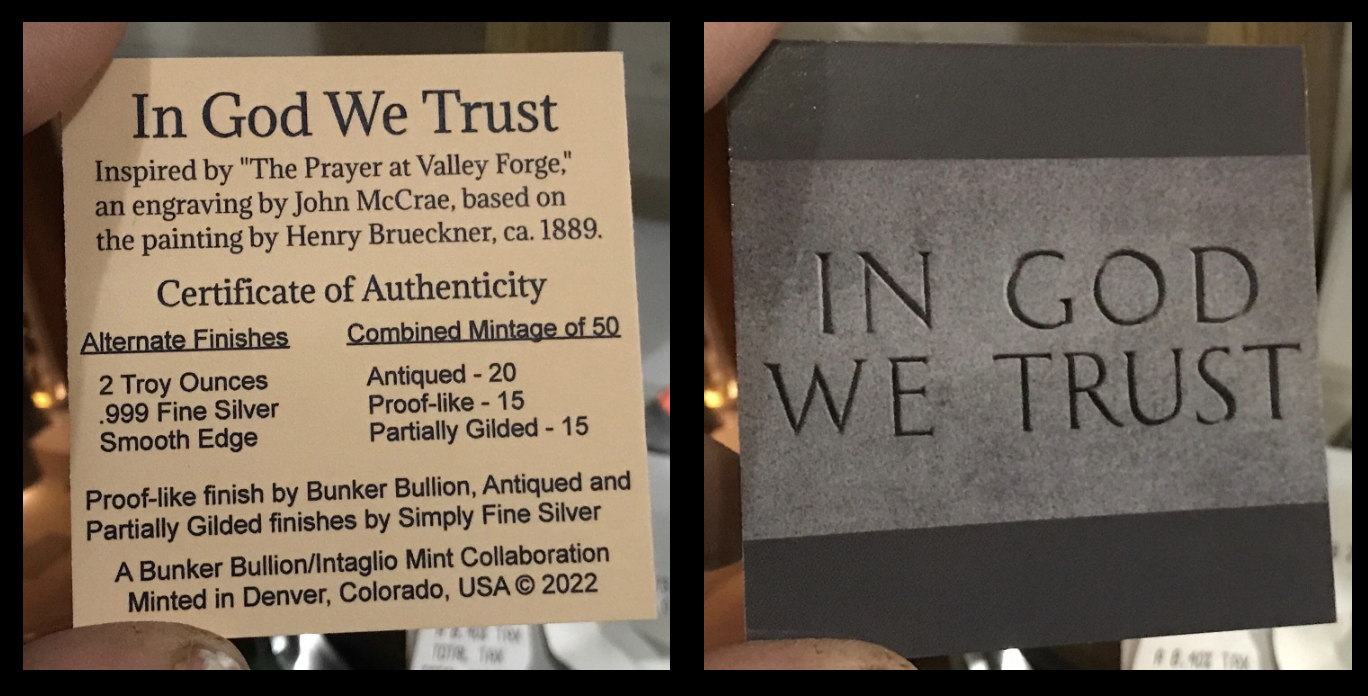 In God We Trust
Inspired by "The Prayer at Valley Forge,"
an engraving by John McCrae, based on
the painting by Henry Brueckner, ca. 1889.
Certificate of Authenticity
Alternate Finishes
2 Troy Ounces
.999 Fine Silver
Smooth Edge
Combined Mintage of 50
Antiqued - 20
Proof-like - 15
Partially Gilded - 15
Proof-like finish by Bunker Bullion, Antiqued and
Partially Gilded finishes by Simply Fine Silver
A Bunker Bullion/Intaglio Mint Collaboration
Minted in Denver, Colorado, USA © 2022
TOTAL TAX
IN GOD
WE TRUST